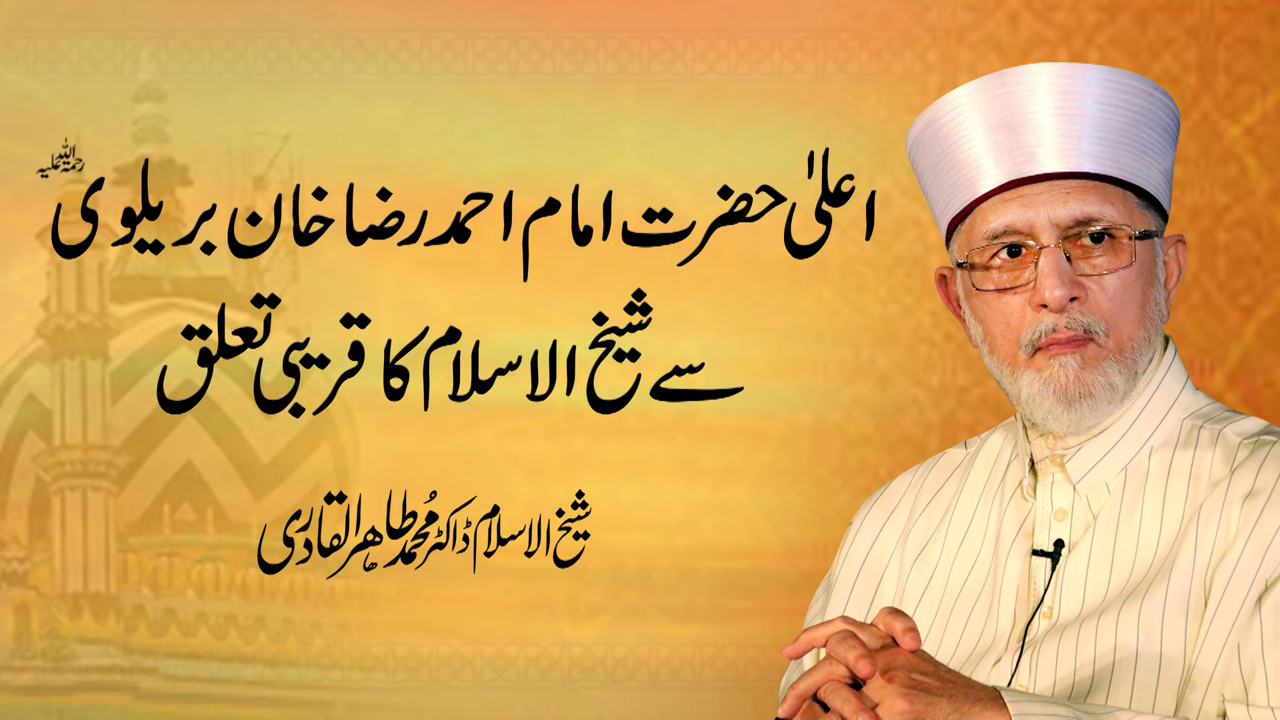 اعلیٰ حضرت امام احمد رضا خان بریلوی رحمۃ اللہ علیہ
سے شیخ الاسلام کا قریبی تعلق
شیخ الاسلام ڈاکٹر محمد طاہر القادری